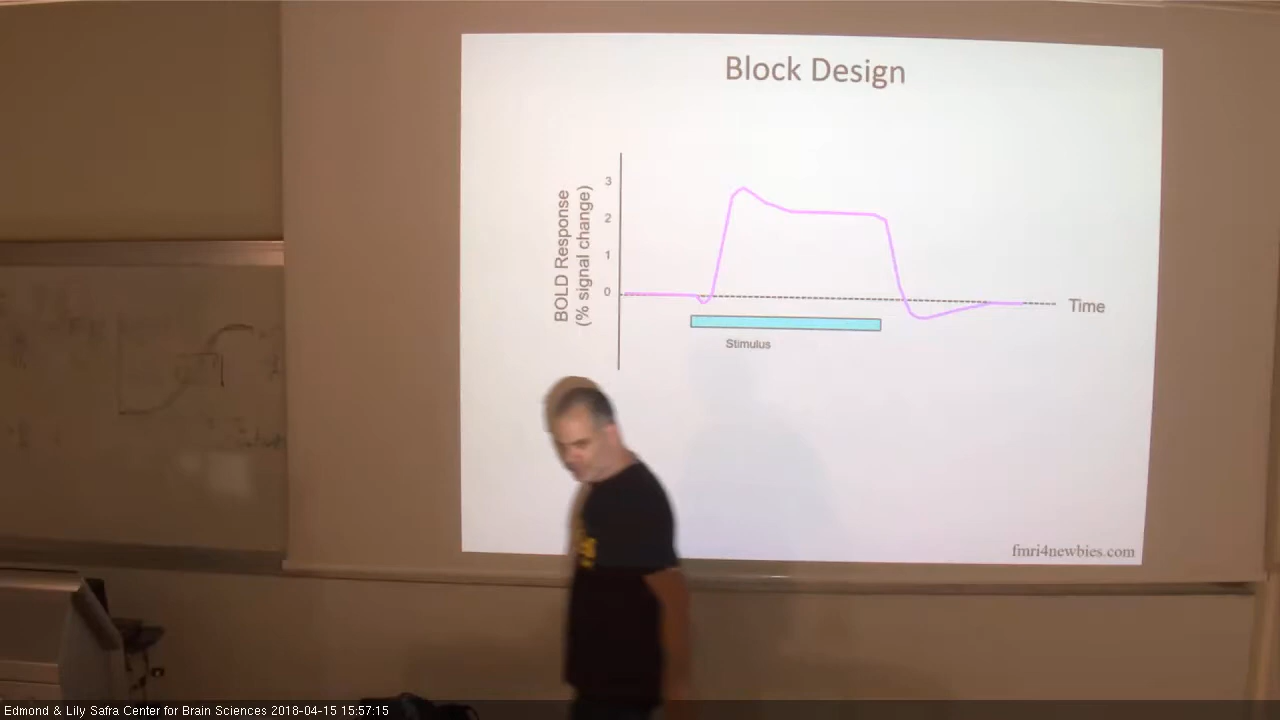 Block Design
BOLD Response
(% signal change)
3
2
1
0
Time
Stimulus
fmri4newbies.com
Edmond & Lily Safra Center for Brain Sciences 2018-04-15 15:57:15